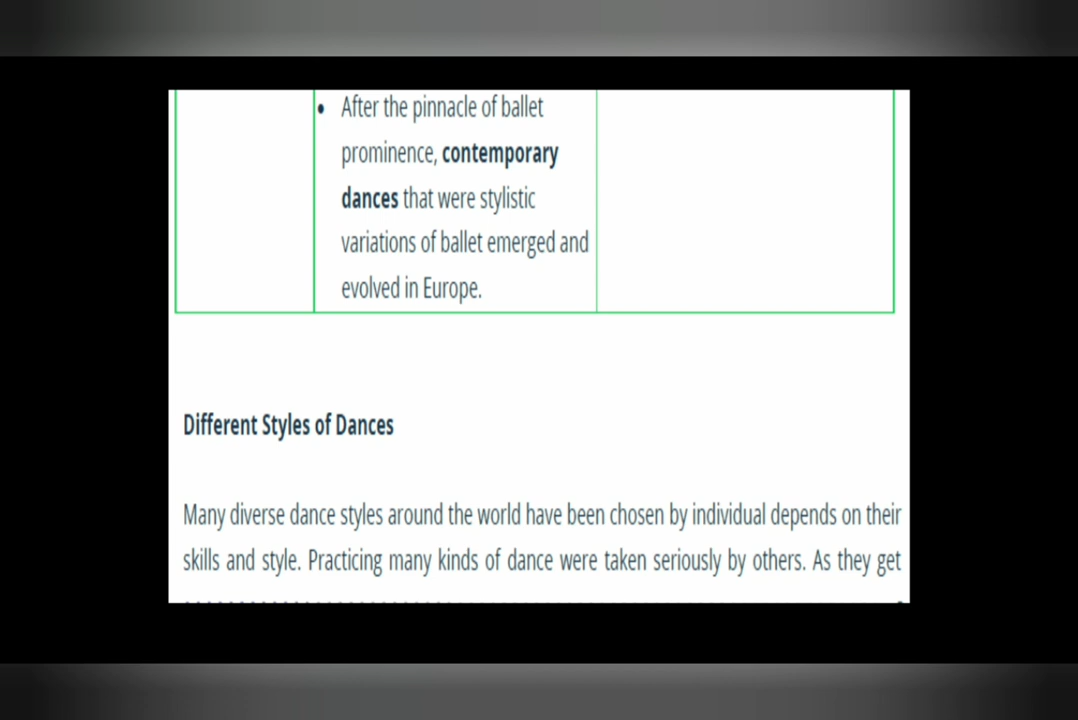 • After the pinnacle of ballet
prominence, contemporary
dances that were stylistic
variations of ballet emerged and
evolved in Europe.
Different Styles of Dances
Many diverse dance styles around the world have been chosen by individual depends on their
skills and style. Practicing many kinds of dance were taken seriously by others. As they get